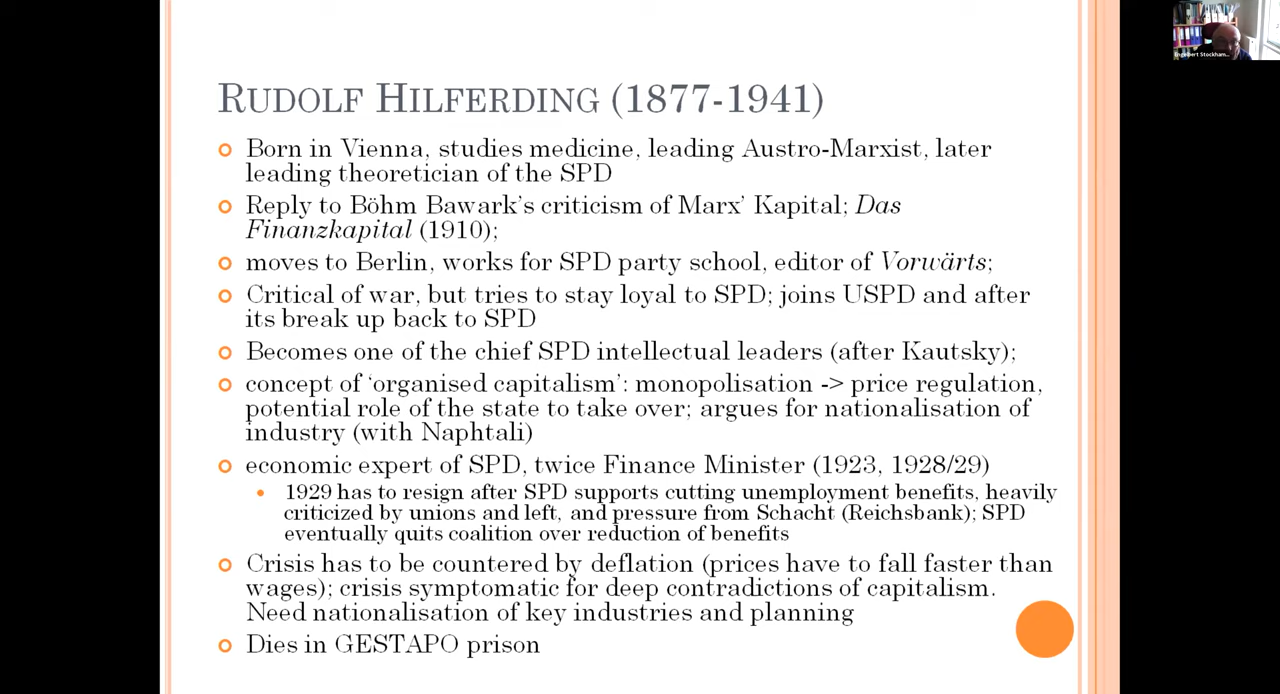 RUDOLF HILFERDING (1877-1941)
Born in Vienna, studies medicine, leading Austro-Marxist, later
leading theoretician of the SPD
Reply to Böhm Bawark's criticism of Marx' Kapital; Das
Finanzkapital (1910);
moves to Berlin, works for SPD party school, editor of Vorwärts;
Critical of war, but tries to stay loyal to SPD; joins USPD and after
its break up back to SPD
Becomes one of the chief SPD intellectual leaders (after Kautsky);
concept of 'organised capitalism': monopolisation -> price regulation,
potential role of the state to take over; argues for nationalisation of
industry (with Naphtali)
economic expert of SPD, twice Finance Minister (1923, 1928/29)
1929 has to resign after SPD supports cutting unemployment benefits, heavily
criticized by unions and left, and pressure from Schacht (Reichsbank); SPD
eventually quits coalition over reduction of benefits
Crisis has to be countered by deflation (prices have to fall faster than
wages); crisis symptomatic for deep contradictions of capitalism.
Need nationalisation of key industries and planning
Dies in GESTAPO prison
Engelbert Stockham...